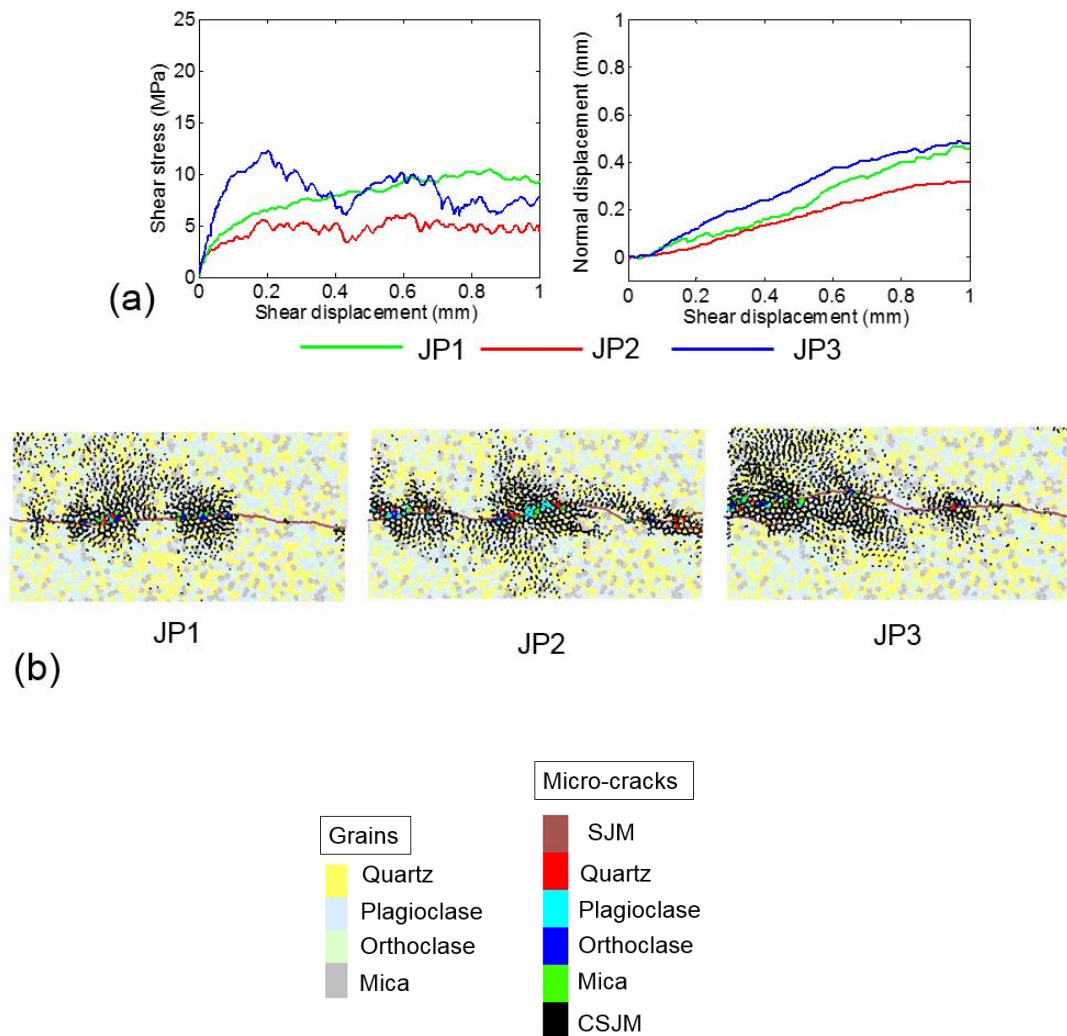 25
20
15
10
5
0
Shear stress (MPa)
0 0.2 0.4 0.6 0.8 1
Shear displacement (mm)
1
0.8
0.6
0.4
0.2
0
Normal displacement (mm)
0 0.2 0.4 0.6 0.8 1
Shear displacement (mm)
(a)
JP1 JP2 JP3
JP1 JP2 JP3
(b)
Grains
Quartz
Plagioclase
Orthoclase
Mica
Micro-cracks
SJM
Quartz
Plagioclase
Orthoclase
Mica
CSJM